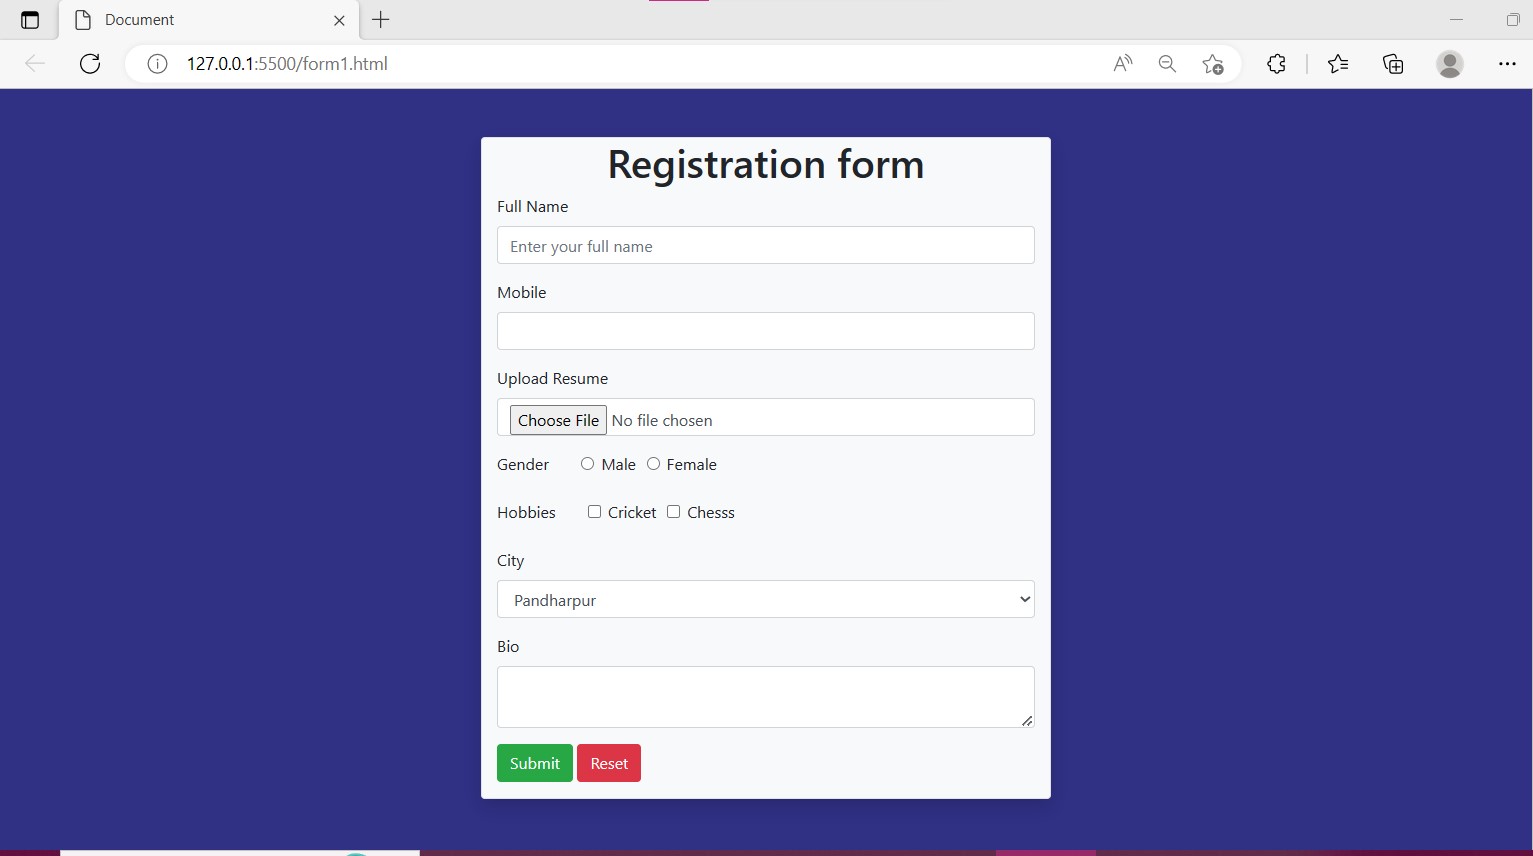 Document
127.0.0.1:5500/form1.html
Registration form
Full Name
Enter your full name
Mobile
Upload Resume
Choose File No file chosen
Gender Male Female
Hobbies Cricket Chesss
City
Pandharpur
Bio
Submit Reset